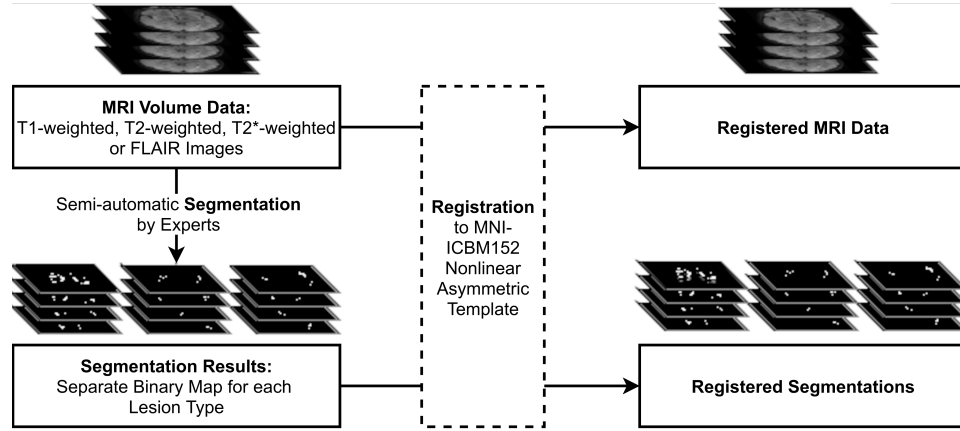 MRI Volume Data:
T1-weighted, T2-weighted, T2*-weighted
or FLAIR Images
Semi-automatic Segmentation
by Experts
Segmentation Results:
Separate Binary Map for each
Lesion Type
Registration
to MNI-
ICBM152
Nonlinear
Asymmetric
Template
Registered MRI Data
Registered Segmentations